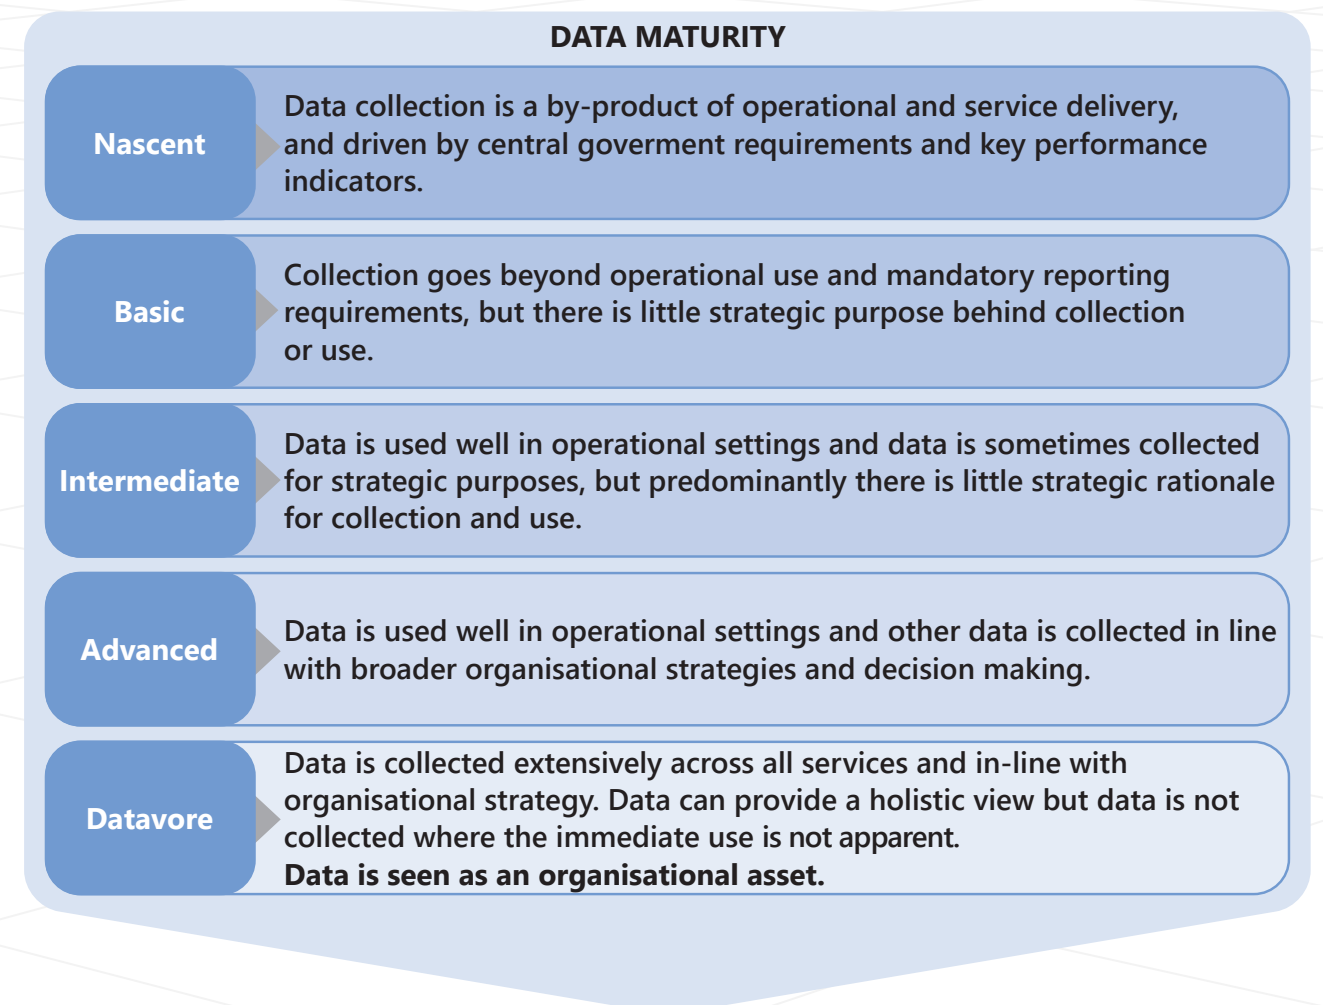 DATA MATURITY
Nascent
Data collection is a by-product of operational and service delivery,
and driven by central goverment requirements and key performance
indicators.
Basic
Collection goes beyond operational use and mandatory reporting
requirements, but there is little strategic purpose behind collection
or use.
Intermediate
Data is used well in operational settings and data is sometimes collected
for strategic purposes, but predominantly there is little strategic rationale
for collection and use.
Advanced
Data is used well in operational settings and other data is collected in line
with broader organisational strategies and decision making.
Datavore
Data is collected extensively across all services and in-line with
organisational strategy. Data can provide a holistic view but data is not
collected where the immediate use is not apparent.
Data is seen as an organisational asset.